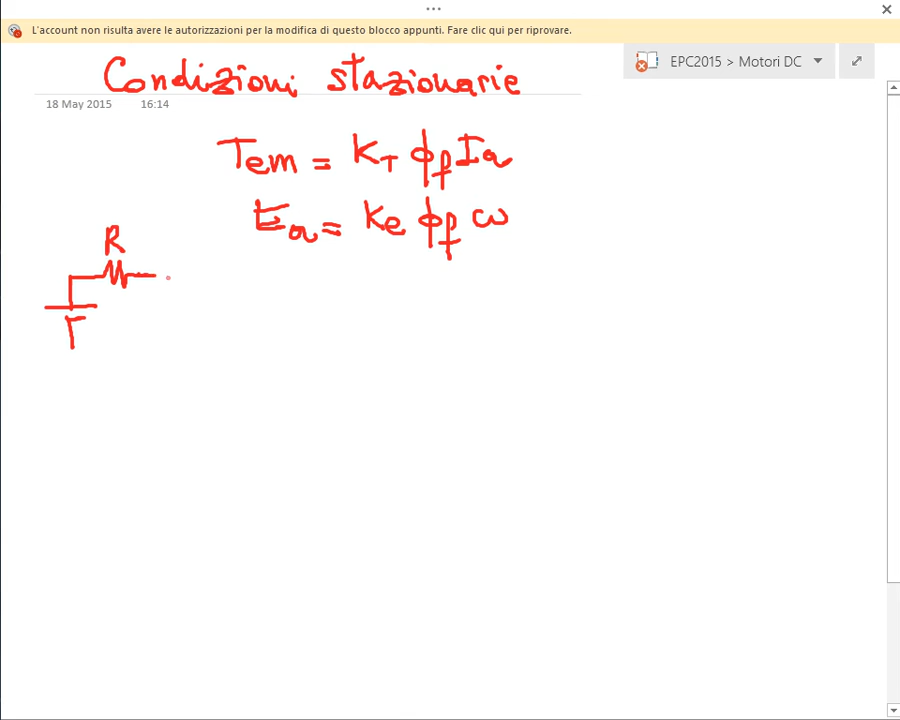 L'account non risulta avere le autorizzazioni per la modifica di questo blocco appunti. Fare clic qui per riprovare.
EPC2015 > Motori DC
Condizioni stazionarie
18 May 2015 16:14
Tem = KT ϕf Ia
Ea = Ke ϕf ω
R